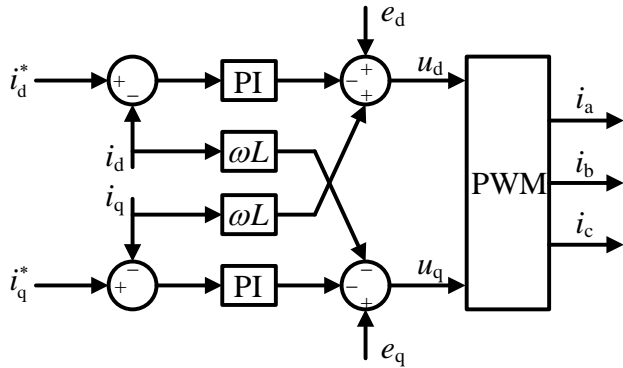 e_d
i_d^*
+
−
PI
−
+
+
u_d
i_d
ωL
i_a
i_q
ωL
PWM
i_b
i_c
i_q^*
+
−
PI
−
−
+
u_q
e_q